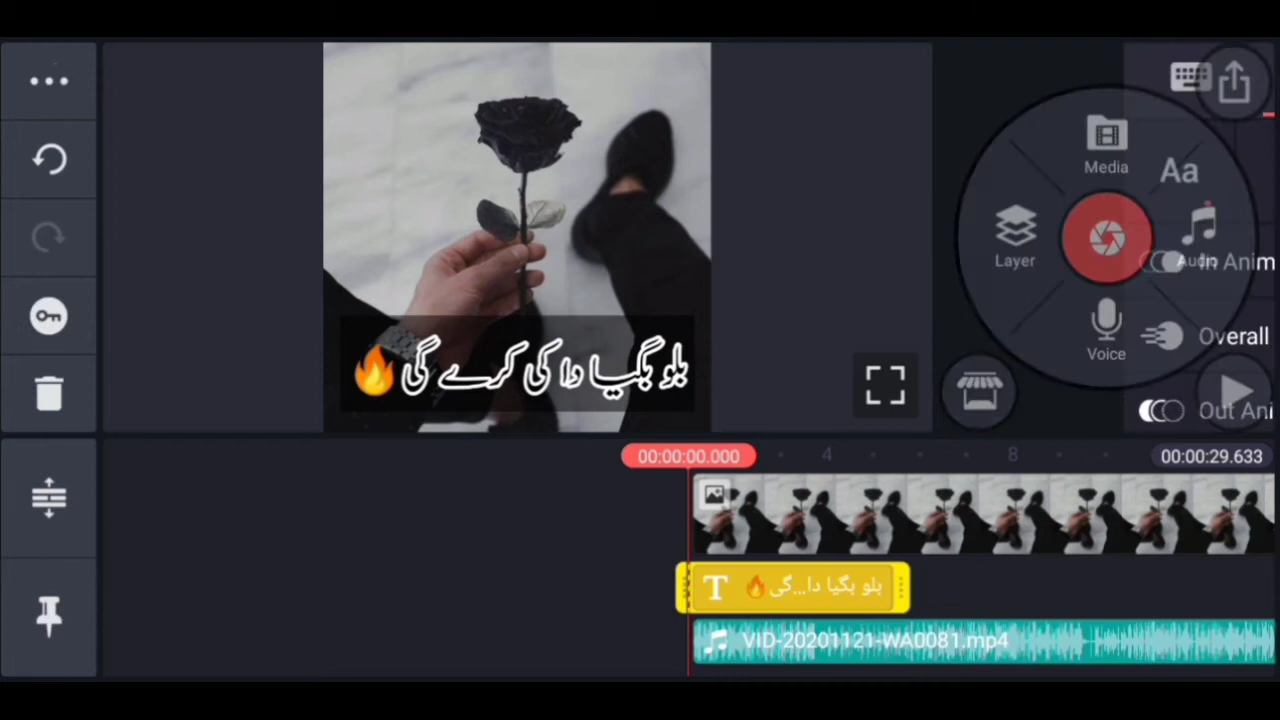 Media
Aa
Layer
Audio
In Anim
Voice
Overall
Out Ani
بلو بگیا دا کی کرے گی🔥
00:00:00.000
4
8
00:00:29.633
T
بلو بگیا دا...گی🔥
VID-20201121-WA0081.mp4